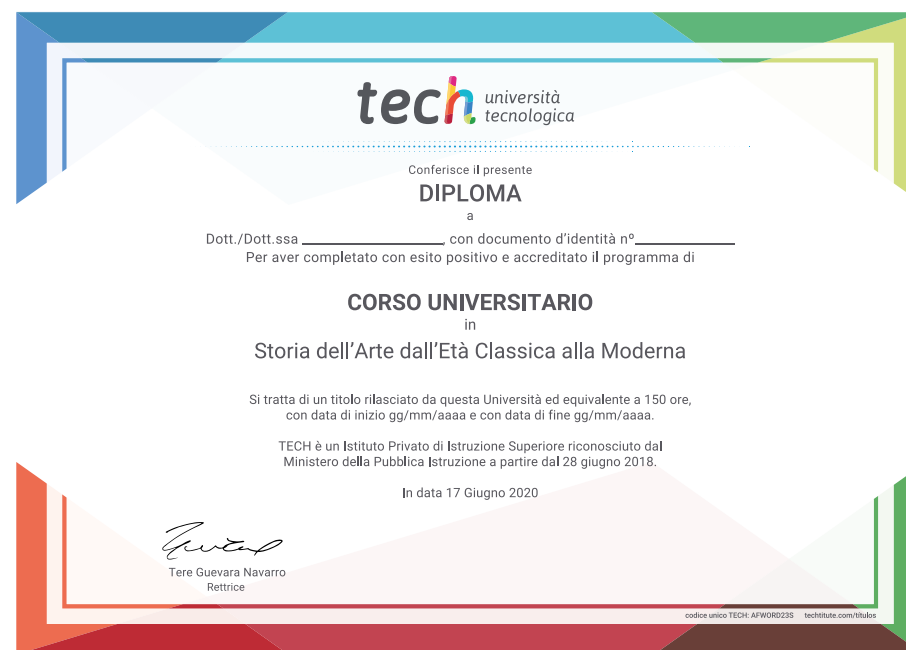 tech università
tecnologica
Conferisce il presente
DIPLOMA
a
Dott./Dott.ssa ____________________, con documento d'identità nº______________
Per aver completato con esito positivo e accreditato il programma di
CORSO UNIVERSITARIO
in
Storia dell'Arte dall'Età Classica alla Moderna
Si tratta di un titolo rilasciato da questa Università ed equivalente a 150 ore,
con data di inizio gg/mm/aaaa e con data di fine gg/mm/aaaa.
TECH è un Istituto Privato di Istruzione Superiore riconosciuto dal
Ministero della Pubblica Istruzione a partire dal 28 giugno 2018.
In data 17 Giugno 2020
Tere Guevara Navarro
Rettrice
codice unico TECH: AFWORD23S techtitute.com/títulos